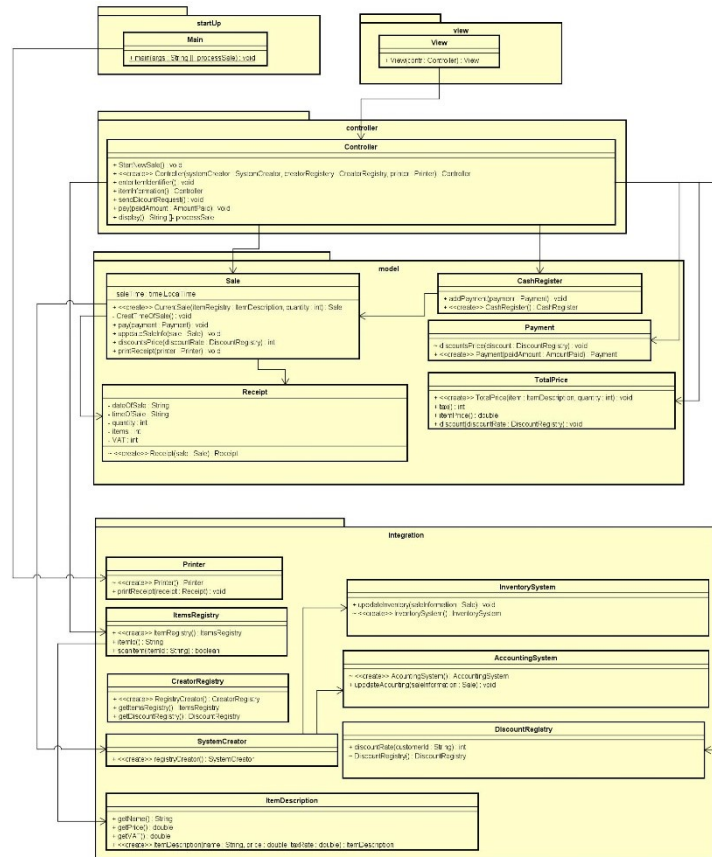 startUp
Main
+ main(args : String[], processSale) : void
view
View
+ View(contr : Controller) : View
controller
Controller
+ StartNewSale() : void
+ <<create>> Controller(systemCreator : SystemCreator, creatorRegistery : CreatorRegistry, printer : Printer) : Controller
+ enterItemIdentifier() : void
+ itemInformation() : Controller
+ sendDicountRequest() : void
+ pay(paidAmount : AmountPaid) : void
+ display() : String processSale
model
Sale
saleTime : time.LocalTime
+ <<create>> CurrentSale(itemRegistry : ItemDescription, quantity : int) : Sale
- CreatTimeOfSale() : void
+ pay(payment : Payment) : void
+ uppdateSaleInfo(sale : Sale) : void
+ discountsPrice(discountRate : DiscountRegistry) : int
+ printReceipt(printer : Printer) : void
CashRegister
+ addPayment(payment : Payment) : void
+ <<create>> CashRegister() : CashRegister
Payment
~ discountsPrice(discount : DiscountRegistry) : void
+ <<create>> Payment(paidAmount : AmountPaid) : Payment
Receipt
- dateOfSale : String
- timeOfSale : String
- quantity : int
- items : int
- VAT : int
~ <<create>> Receipt(sale : Sale) : Receipt
TotalPrice
+ <<create>> TotalPrice(item : ItemDescription, quantity : int) : void
+ tax() : int
+ itemPrice() : double
+ discount(discountRate : DiscountRegistry) : void
Integration
Printer
~ <<create>> Printer() : Printer
+ printReceipt(receipt : Receipt) : void
ItemsRegistry
+ <<create>> ItemRegistry() : ItemsRegistry
+ itemId() : String
+ scanItem(itemId : String) : boolean
CreatorRegistry
+ <<create>> RegistryCreator() : CreatorRegistry
+ getItemsRegistry() : ItemsRegistry
+ getDiscountRegistry() : DiscountRegistry
SystemCreator
+ <<create>> registryCreator() : SystemCreator
InventorySystem
+ uppdateInventory(saleInformation : Sale) : void
~ <<create>> InventorySystem() : InventorySystem
AccountingSystem
~ <<create>> AcountingSystem() : AccountingSystem
+ uppdateAcounting(saleInformation : Sale) : void
DiscountRegistry
+ discountRate(customerId : String) : int
~ DiscountRegistry() : DiscountRegistry
ItemDescription
+ getName() : String
+ getPrice() : double
+ getVAT() : double
+ <<create>> ItemDescription(name : String, price : double, taxRate : double) : ItemDescription